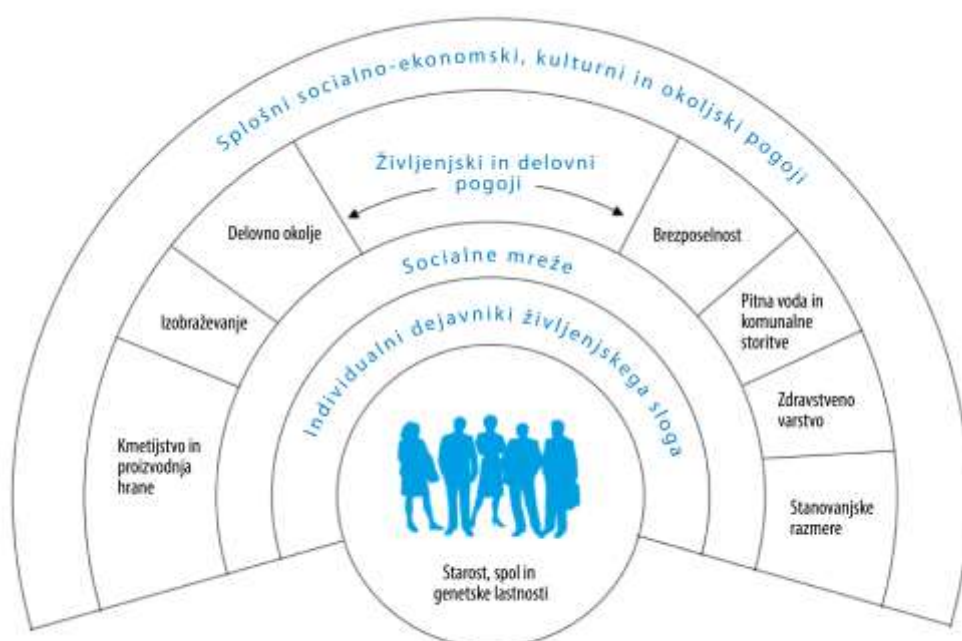 Splošni socialno-ekonomski, kulturni in okoljski pogoji
Življenjski in delovni
pogoji
Delovno okolje
Brezposelnost
Socialne mreže
Izobraževanje
Pitna voda in
komunalne
storitve
Individualni dejavniki življenjskega sloga
Zdravstveno
varstvo
Kmetijstvo in
proizvodnja
hrane
Stanovanjske
razmere
Starost, spol in
genetske lastnosti